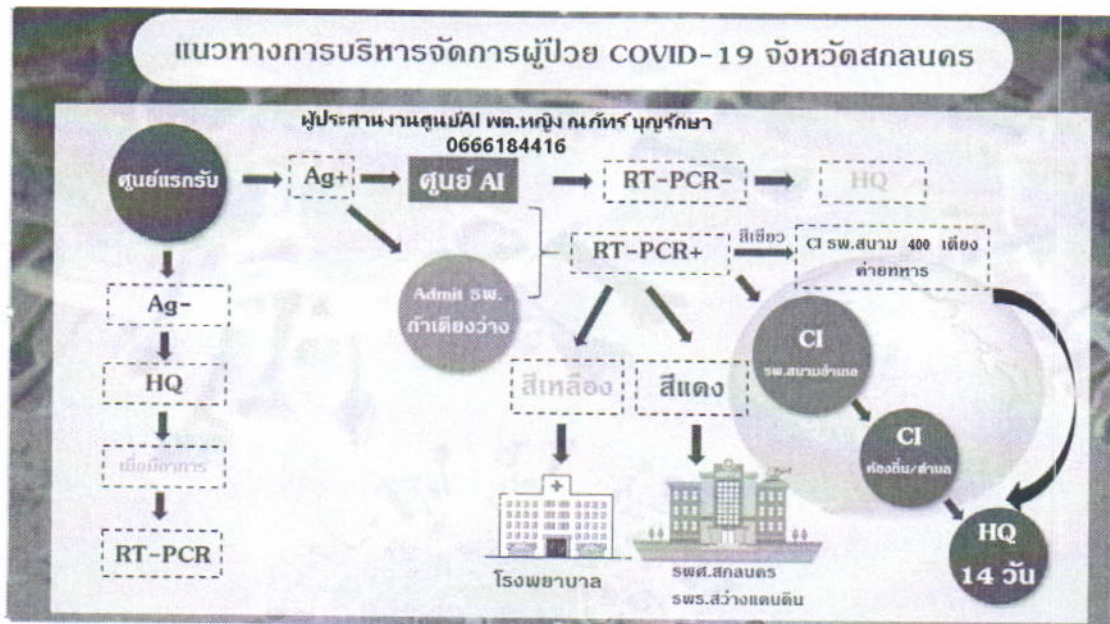 แนวทางการบริหารจัดการผู้ป่วย COVID-19 จังหวัดสกลนคร
ผู้ประสานงานศูนย์AI พต.หญิง ณภัทร์ บุญรักษา
0666184416
ศูนย์แรกรับ
Ag+
ศูนย์ AI
RT-PCR-
HQ
RT-PCR+
สีเขียว
CI รพ.สนาม 400 เตียง
ค่ายทหาร
Ag-
Admit รพ.
ถ้าเตียงว่าง
CI
รพ.สนามอำเภอ
HQ
สีเหลือง
สีแดง
CI
ท้องถิ่น/ตำบล
เมื่อมีอาการ
RT-PCR
โรงพยาบาล
รพศ.สกลนคร
รพร.สว่างแดนดิน
HQ
14 วัน